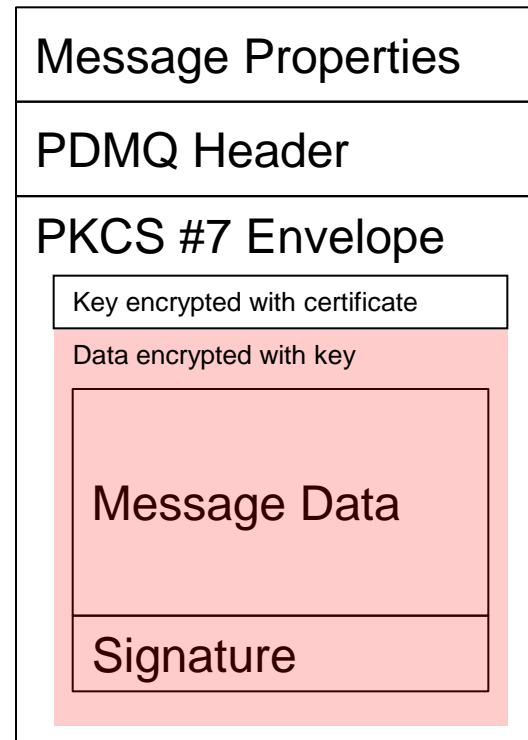 Message Properties
PDMQ Header
PKCS #7 Envelope
Key encrypted with certificate
Data encrypted with key
Message Data
Signature